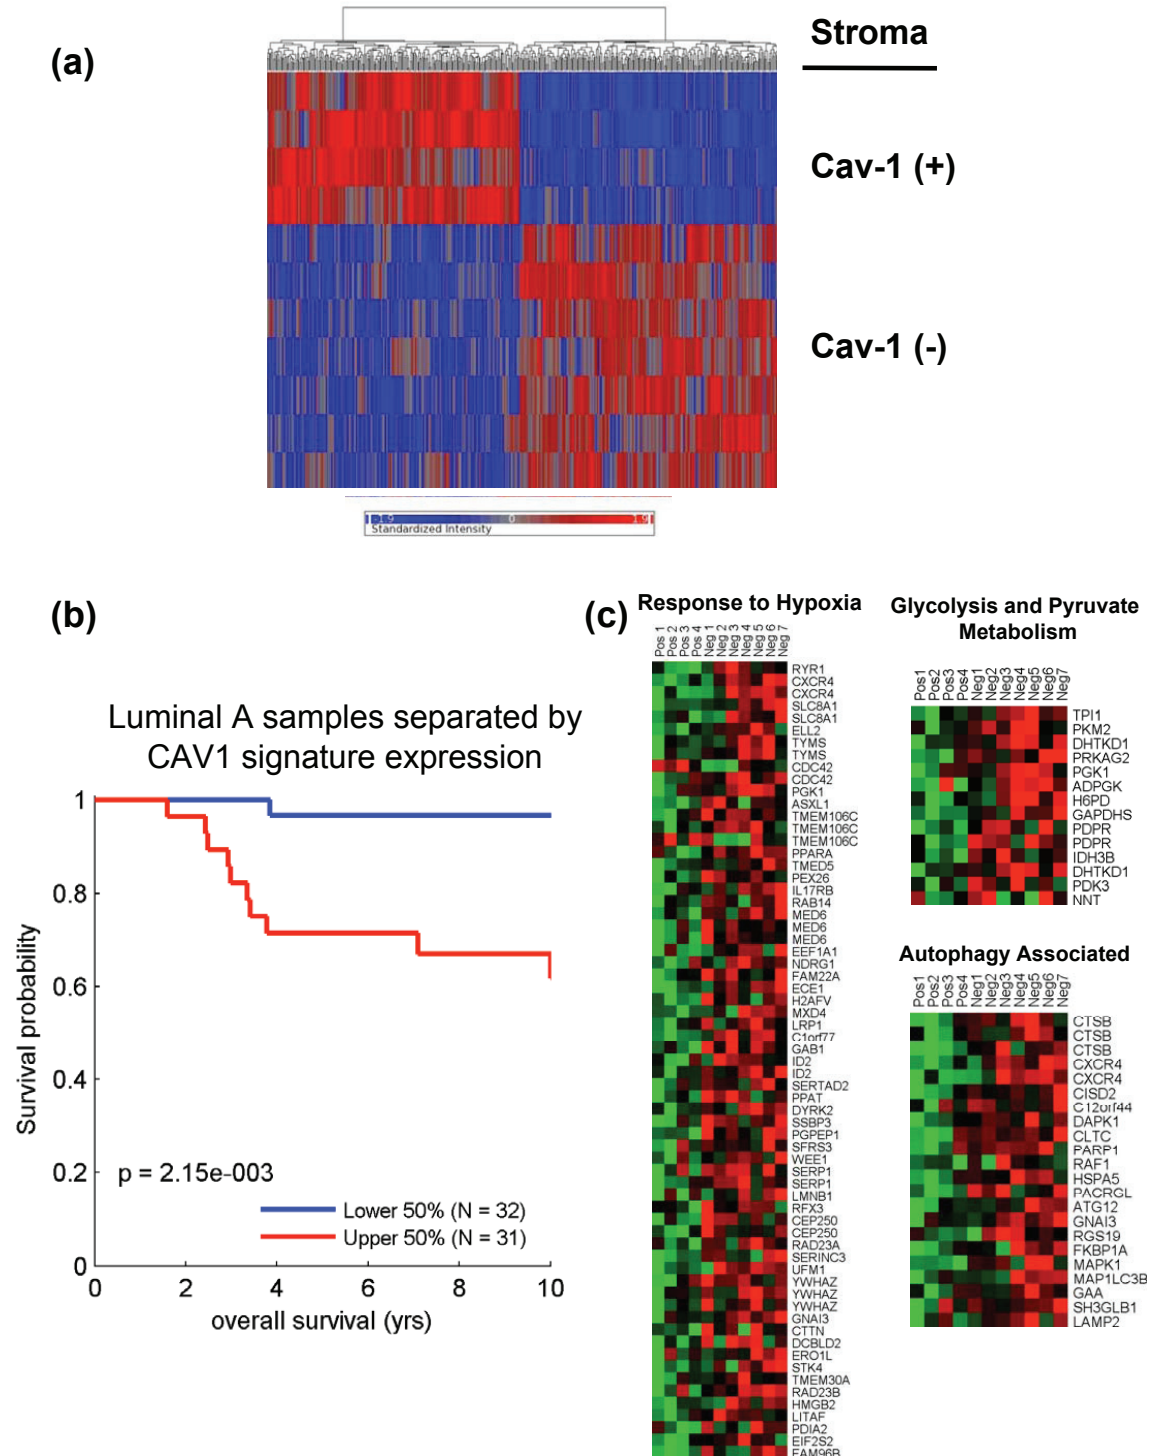 (a)
Stroma
Cav-1 (+)
Cav-1 (-)
-1.9 0 1.9
Standardized Intensity
(b)
Luminal A samples separated by
CAV1 signature expression
Survival probability
1
0.8
0.6
0.4
0.2
0
p = 2.15e-003
Lower 50% (N = 32)
Upper 50% (N = 31)
0 2 4 6 8 10
overall survival (yrs)
(c)
Response to Hypoxia
Pos 1
Pos 2
Pos 3
Pos 4
Neg 1
Neg 2
Neg 3
Neg 4
Neg 5
Neg 6
Neg 7
RYR1
CXCR4
CXCR4
SLC8A1
SLC8A1
ELL2
TYMS
TYMS
CDC42
CDC42
PGK1
ASXL1
TMEM106C
TMEM106C
TMEM106C
PPARA
TMED5
PEX26
IL17RB
RAB14
MED6
MED6
MED6
EEF1A1
NDRG1
FAM22A
ECE1
H2AFV
MXD4
LRP1
C1orf77
GAB1
ID2
ID2
SERTAD2
PPAT
DYRK2
SSBP3
PGPEP1
SFRS3
WEE1
SERP1
SERP1
LMNB1
RFX3
CEP250
CEP250
RAD23A
SERINC3
UFM1
YWHAZ
YWHAZ
YWHAZ
GNAI3
CTTN
DCBLD2
ERO1L
STK4
TMEM30A
RAD23B
HMGB2
LITAF
PDIA2
EIF2S2
FAM96B
Glycolysis and Pyruvate
Metabolism
Pos1
Pos2
Pos3
Pos4
Neg1
Neg2
Neg3
Neg4
Neg5
Neg6
Neg7
TPI1
PKM2
DHTKD1
PRKAG2
PGK1
ADPGK
H6PD
GAPDHS
PDPR
PDPR
IDH3B
DHTKD1
PDK3
NNT
Autophagy Associated
Pos1
Pos2
Pos3
Pos4
Neg1
Neg2
Neg3
Neg4
Neg5
Neg6
Neg7
CTSB
CTSB
CTSB
CXCR4
CXCR4
CISD2
C12orf44
DAPK1
CLTC
PARP1
RAF1
HSPA5
PACRGL
ATG12
GNAI3
RGS19
FKBP1A
MAPK1
MAP1LC3B
GAA
SH3GLB1
LAMP2